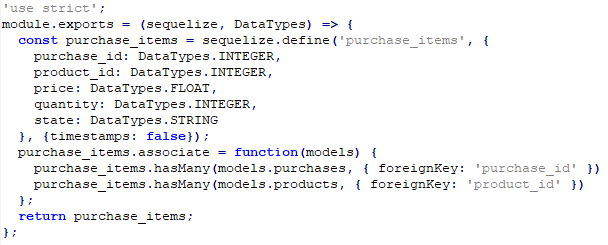 'use strict';
module.exports = (sequelize, DataTypes) => {
  const purchase_items = sequelize.define('purchase_items', {
    purchase_id: DataTypes.INTEGER,
    product_id: DataTypes.INTEGER,
    price: DataTypes.FLOAT,
    quantity: DataTypes.INTEGER,
    state: DataTypes.STRING
  }, {timestamps: false});
  purchase_items.associate = function(models) {
    purchase_items.hasMany(models.purchases, { foreignKey: 'purchase_id' })
    purchase_items.hasMany(models.products, { foreignKey: 'product_id' })
  };
  return purchase_items;
};